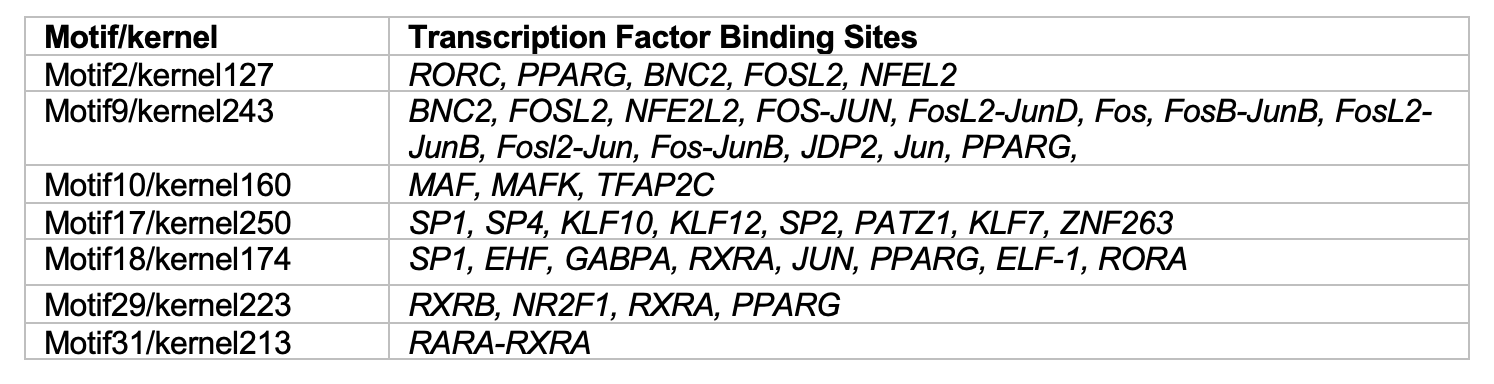 Motif/kernel Transcription Factor Binding Sites
Motif2/kernel127 RORC, PPARG, BNC2, FOSL2, NFEL2
Motif9/kernel243 BNC2, FOSL2, NFE2L2, FOS-JUN, FosL2-JunD, Fos, FosB-JunB, FosL2-
JunB, Fosl2-Jun, Fos-JunB, JDP2, Jun, PPARG,
Motif10/kernel160 MAF, MAFK, TFAP2C
Motif17/kernel250 SP1, SP4, KLF10, KLF12, SP2, PATZ1, KLF7, ZNF263
Motif18/kernel174 SP1, EHF, GABPA, RXRA, JUN, PPARG, ELF-1, RORA
Motif29/kernel223 RXRB, NR2F1, RXRA, PPARG
Motif31/kernel213 RARA-RXRA